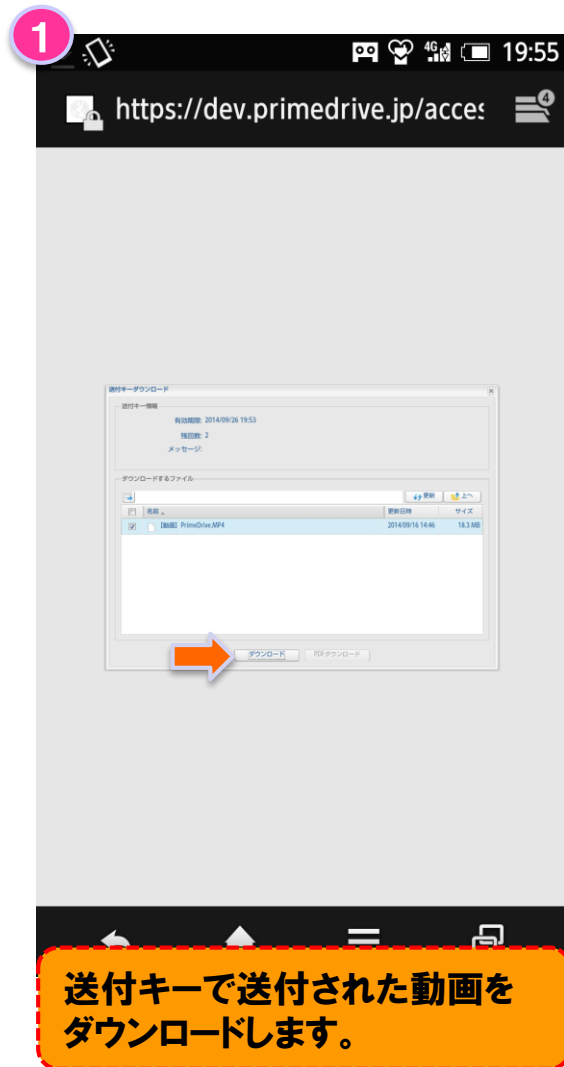 1
4G
19:55
https://dev.primedrive.jp/acces
4
送付キーダウンロード
送付キー情報
有効期限: 2014/09/26 19:53
残回数: 2
メッセージ:
ダウンロードするファイル
更新 上へ
名前 更新日時 サイズ
【動画】PrimeDrive.MP4 2014/09/16 14:46 18.3 MB
ダウンロード PDFダウンロード
送付キーで送付された動画を
ダウンロードします。